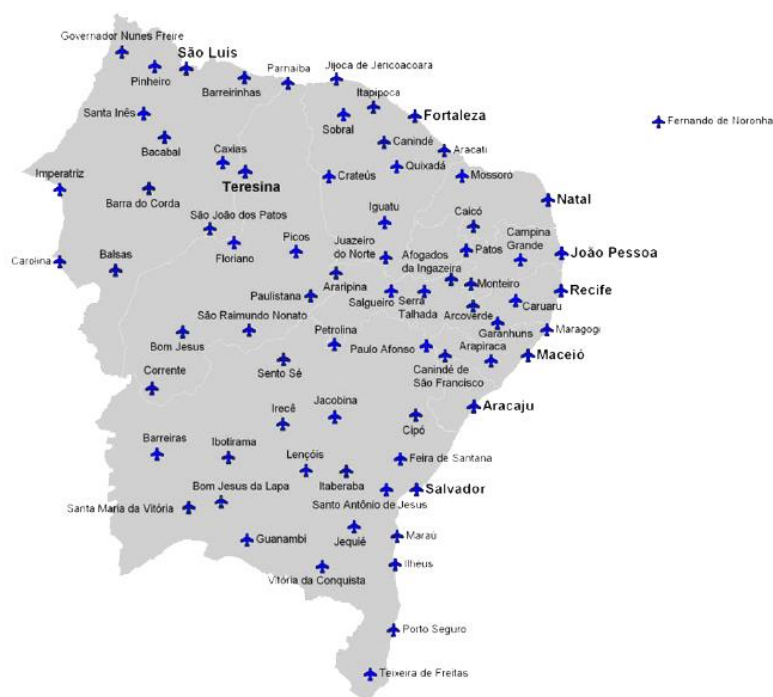 Governador Nunes Freire
São Luis
Pinheiro
Barreirinhas
Parnaiba
Jijoca de Jericoacoara
Itapipoca
Santa Inês
Sobral
Fortaleza
Fernando de Noronha
Bacabal
Caxias
Canindé
Aracati
Imperatriz
Teresina
Crateús
Quixadá
Mossoró
Barra do Corda
Natal
São João dos Patos
Iguatu
Caicó
Campina
Grande
Floriano
Picos
Juazeiro
do Norte
Afogados
da Ingazeira
Patos
João Pessoa
Carolina
Balsas
Araripina
Monteiro
Paulistana
Salgueiro
Serra
Talhada
Recife
Caruaru
Arcoverde
São Raimundo Nonato
Petrolina
Garanhuns
Maragogi
Bom Jesus
Paulo Afonso
Arapiraca
Maceió
Corrente
Sento Sé
Canindé de
São Francisco
Jacobina
Aracaju
Irecê
Cipó
Barreiras
Ibotirama
Lençóis
Feira de Santana
Itaberaba
Bom Jesus da Lapa
Salvador
Santo Antônio de Jesus
Santa Maria da Vitória
Guanambi
Jequié
Maraú
Ilheus
Vitória da Conquista
Porto Seguro
Teixeira de Freitas